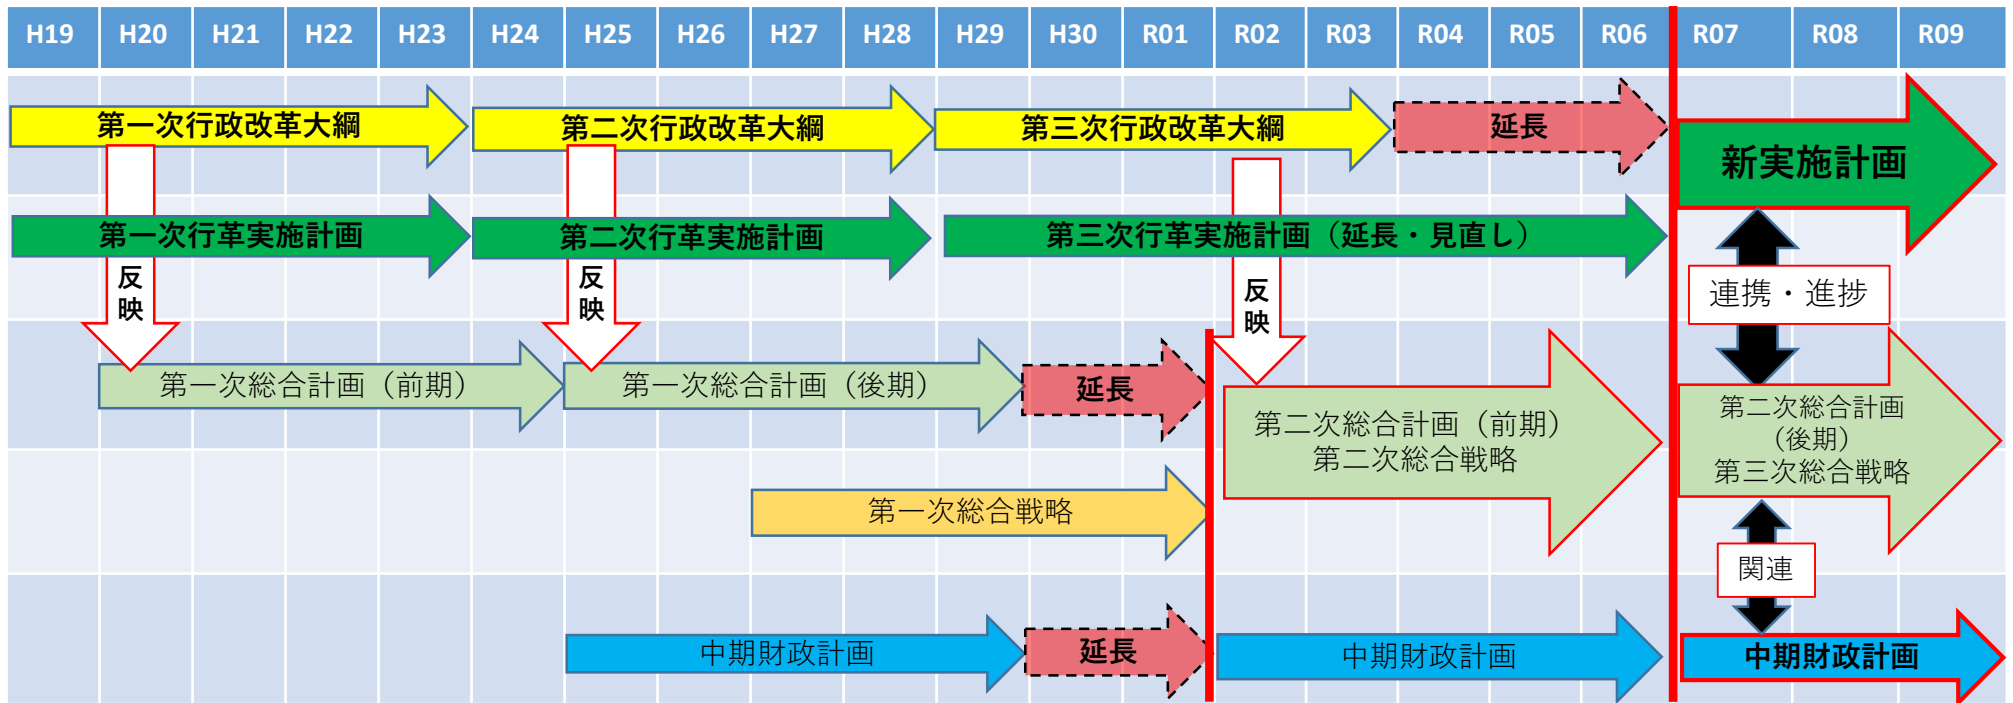 H19 H20 H21 H22 H23 H24 H25 H26 H27 H28 H29 H30 R01 R02 R03 R04 R05 R06 R07 R08 R09
第一次行政改革大綱
第二次行政改革大綱
第三次行政改革大綱
延長
新実施計画
第一次行革実施計画
第二次行革実施計画
第三次行革実施計画（延長・見直し）
反映
反映
反映
連携・進捗
第一次総合計画（前期）
第一次総合計画（後期）
延長
第二次総合計画（前期）
第二次総合戦略
第二次総合計画
（後期）
第三次総合戦略
第一次総合戦略
関連
中期財政計画
延長
中期財政計画
中期財政計画